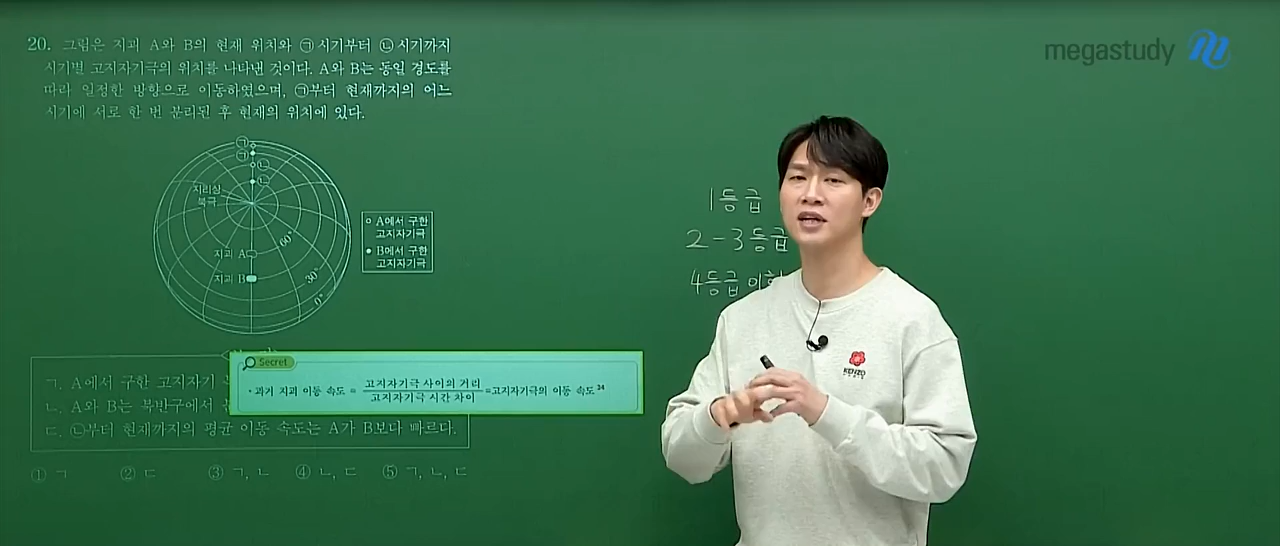 megastudy
20. 그림은 지괴 A와 B의 현재 위치와 ㉠시기부터 ㉡시기까지
시기별 고지자기극의 위치를 나타낸 것이다. A와 B는 동일 경도를
따라 일정한 방향으로 이동하였으며, ㉠부터 현재까지의 어느
시기에 서로 한 번 분리된 후 현재의 위치에 있다.
㉠
㉠
㉡
㉡
지리상
북극
지괴 A
지괴 B
60°
30°
0°
A에서 구한
고지자기극
B에서 구한
고지자기극
1등급
2-3등급
4등급 이하
Secret
• 과거 지괴 이동 속도 = 고지자기극 사이의 거리
고지자기극 시간 차이
=고지자기극의 이동 속도
ㄱ. A에서 구한 고지자기
ㄴ. A와 B는 북반구에서
ㄷ. ㉡부터 현재까지의 평균 이동 속도는 A가 B보다 빠르다.
① ㄱ ② ㄷ ③ ㄱ, ㄴ ④ ㄴ, ㄷ ⑤ ㄱ, ㄴ, ㄷ
KENZO